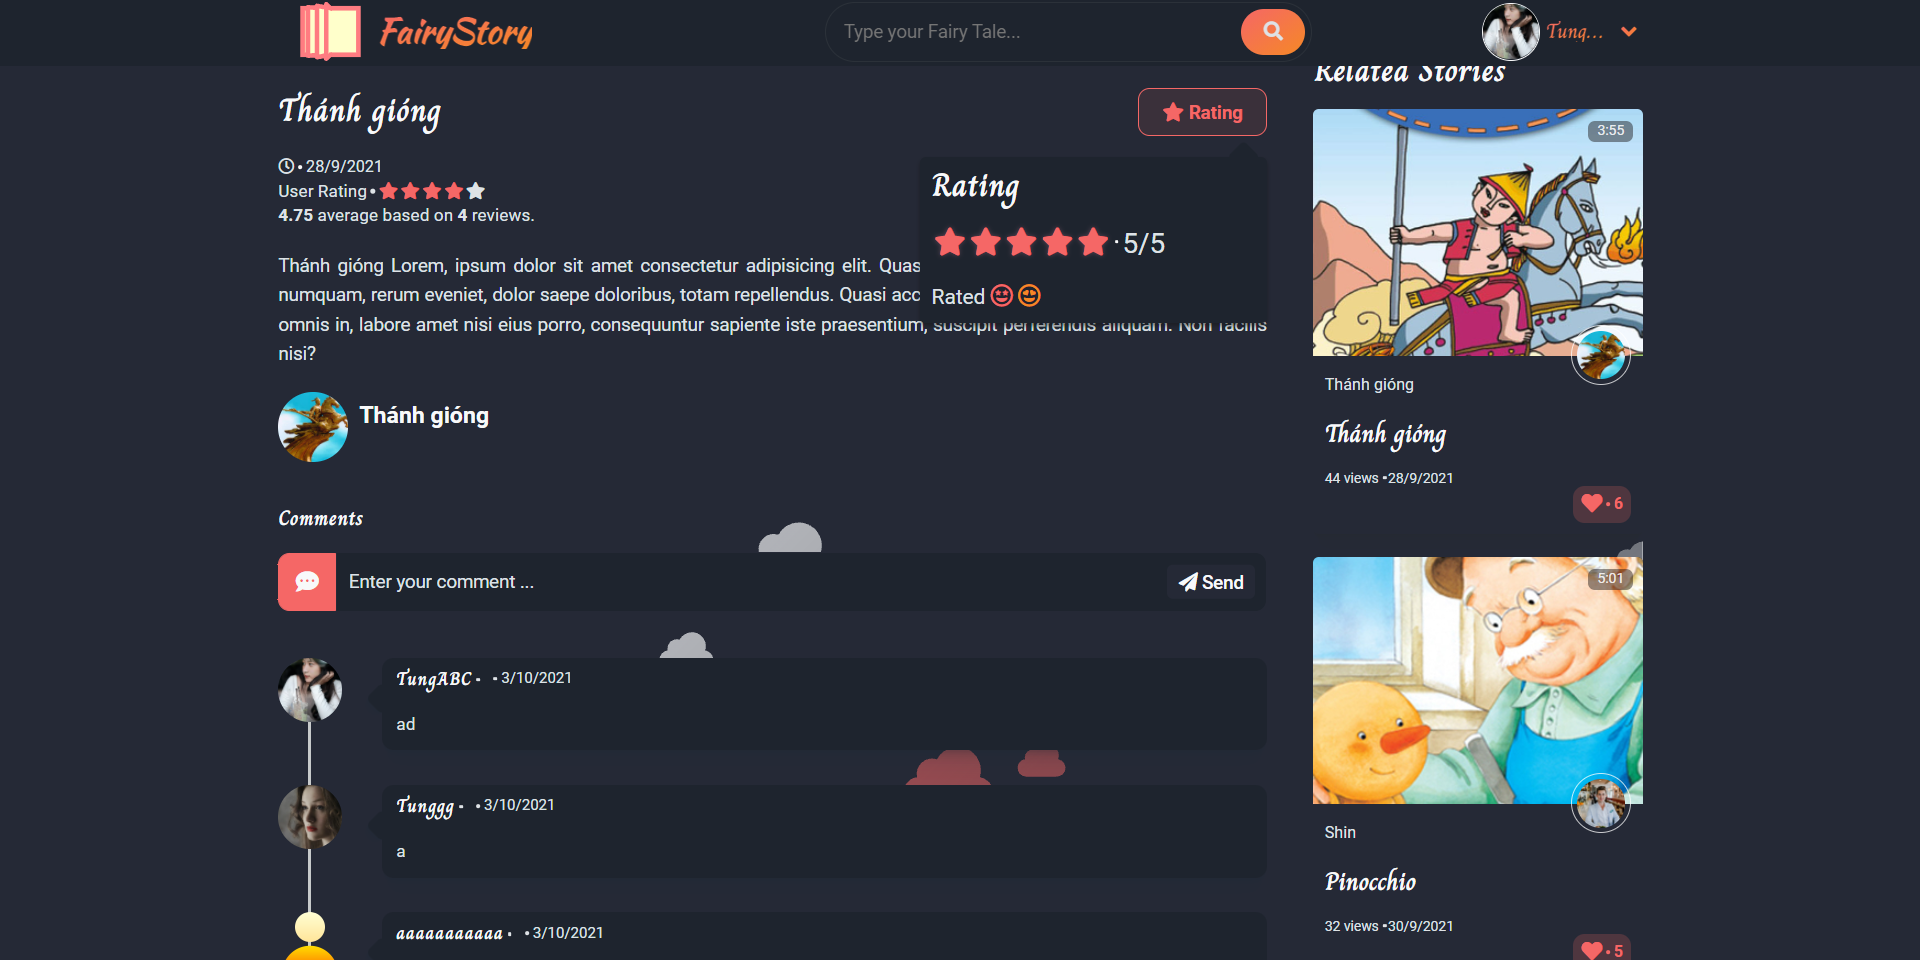 FairyStory
Type your Fairy Tale...
Tung...
Thánh gióng
Rating
28/9/2021
User Rating •
4.75 average based on 4 reviews.
Rating
· 5/5
Rated
Thánh gióng Lorem, ipsum dolor sit amet consectetur adipisicing elit. Quas
numquam, rerum eveniet, dolor saepe doloribus, totam repellendus. Quasi acc
omnis in, labore amet nisi eius porro, consequuntur sapiente iste praesentium, suscipit perferendis aliquam. Non facilis
nisi?
Thánh gióng
Comments
Enter your comment ...
Send
TungABC • • 3/10/2021
ad
Tunggg • • 3/10/2021
a
aaaaaaaaaaa • • 3/10/2021
Related Stories
3:55
Thánh gióng
Thánh gióng
44 views •28/9/2021
• 6
5:01
Shin
Pinocchio
32 views •30/9/2021
• 5